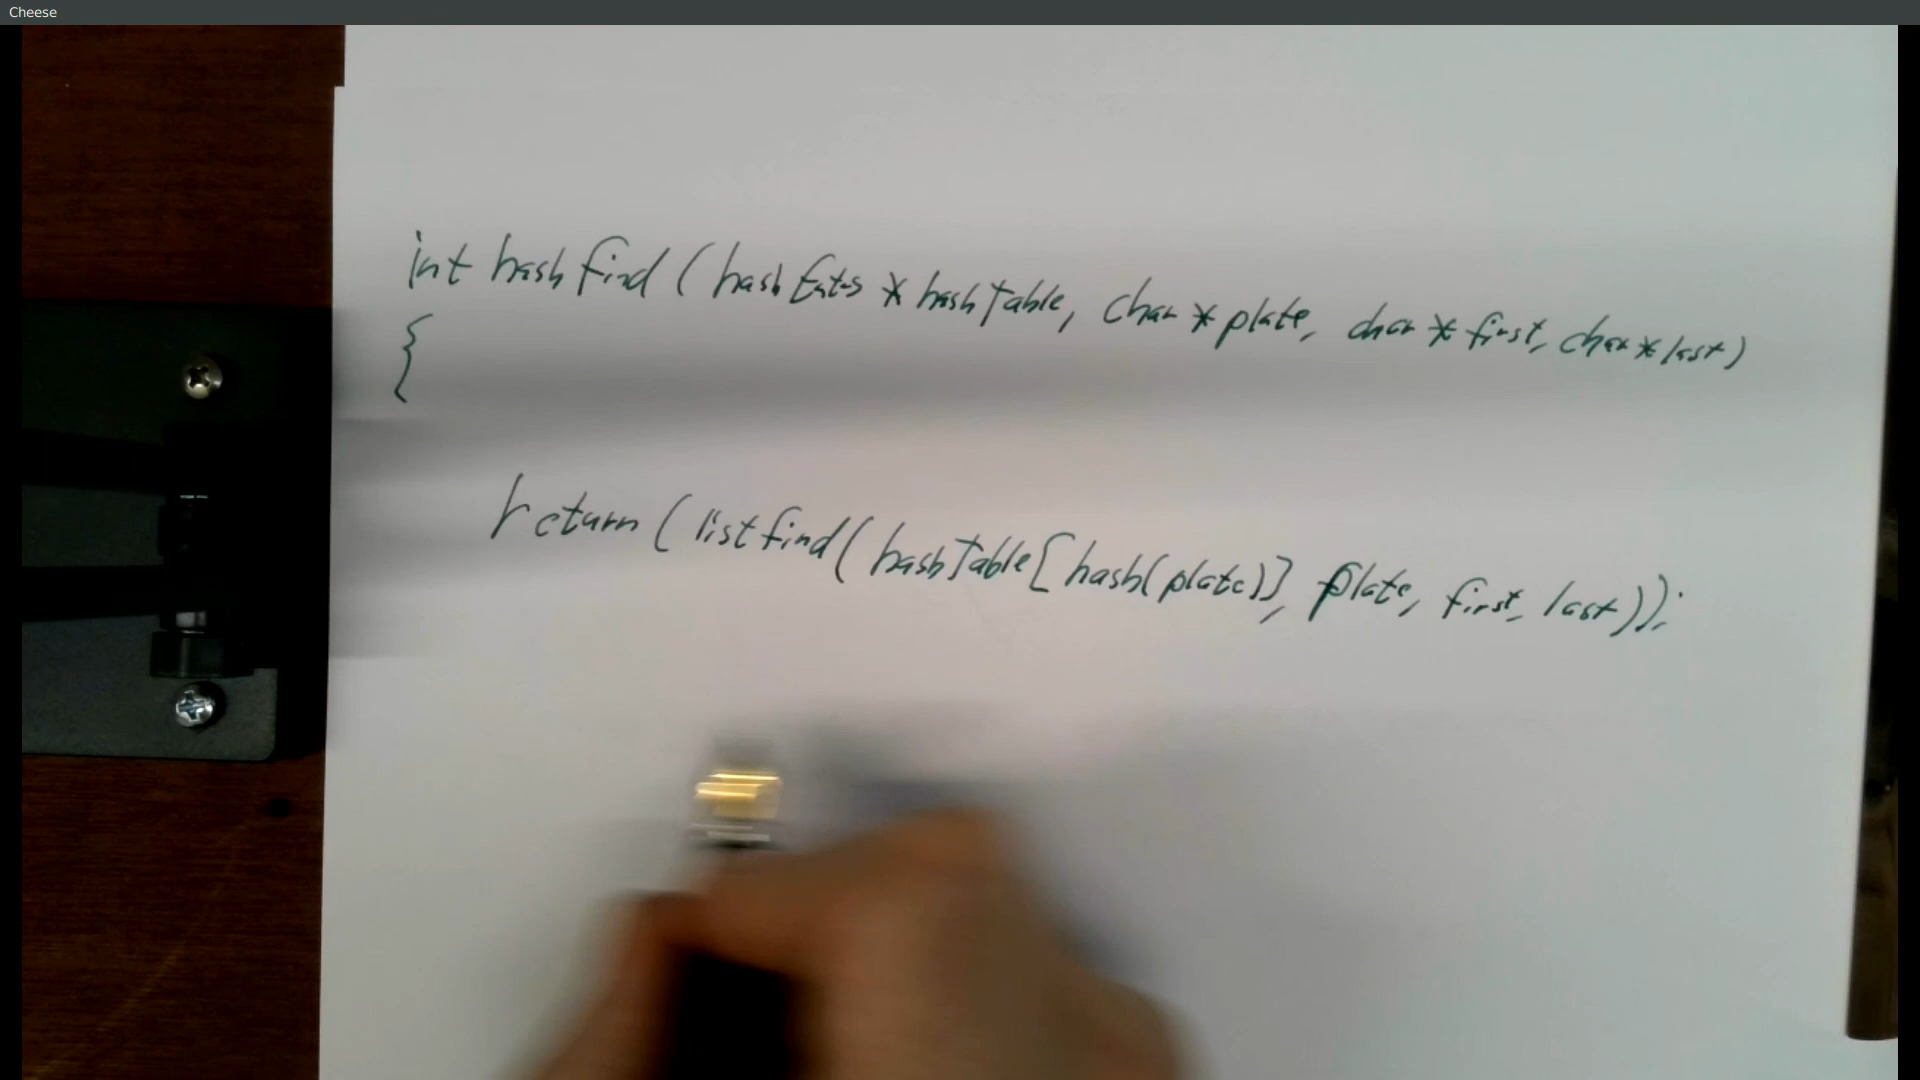 Cheese
int hashfind (hashEntry *hashTable, char *plate, char *first, char *last)
{
return (listfind(hashTable[hash(plate)], plate, first, last));